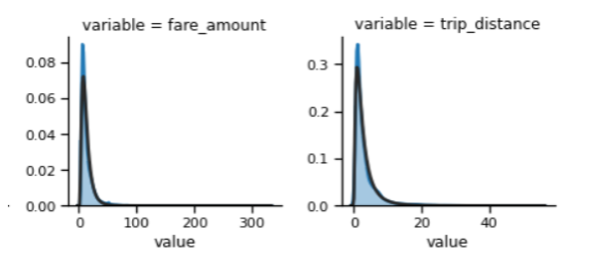 variable = fare_amount
0.08
0.06
0.04
0.02
0.00
0 100 200 300
value
variable = trip_distance
0.3
0.2
0.1
0.0
0 20 40
value